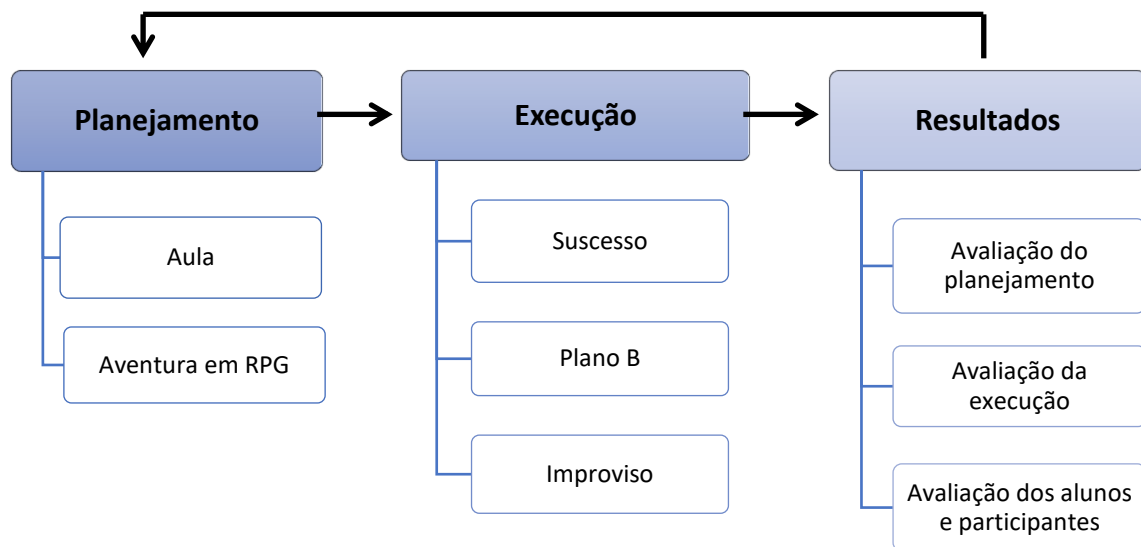 Planejamento
Aula
Aventura em RPG
Execução
Suscesso
Plano B
Improviso
Resultados
Avaliação do
planejamento
Avaliação da
execução
Avaliação dos alunos
e participantes